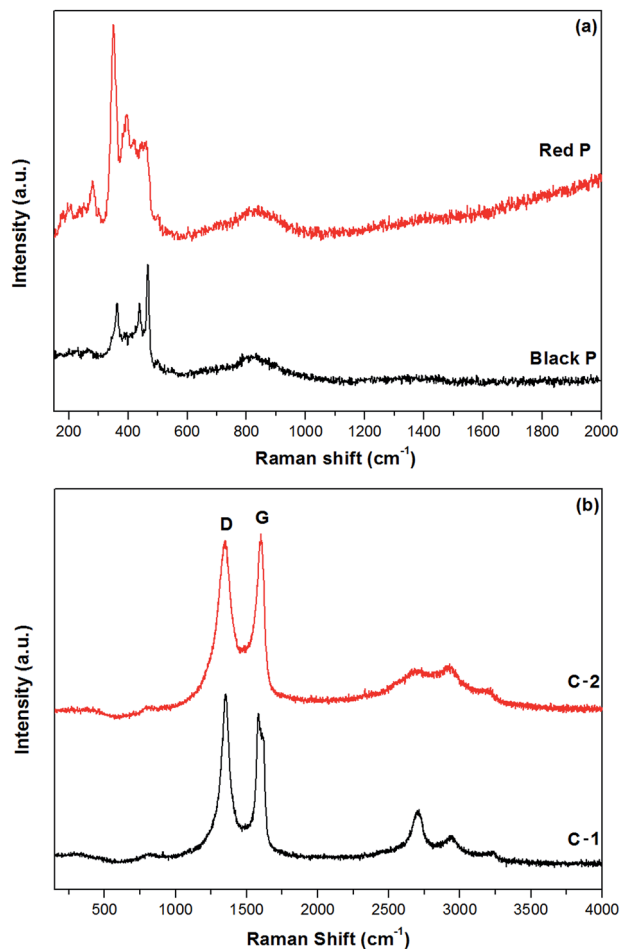 (a)
Red P
Black P
Intensity (a.u.)
200 400 600 800 1000 1200 1400 1600 1800 2000
Raman shift (cm⁻¹)
(b)
D G
C-2
C-1
Intensity (a.u.)
500 1000 1500 2000 2500 3000 3500 4000
Raman Shift (cm⁻¹)